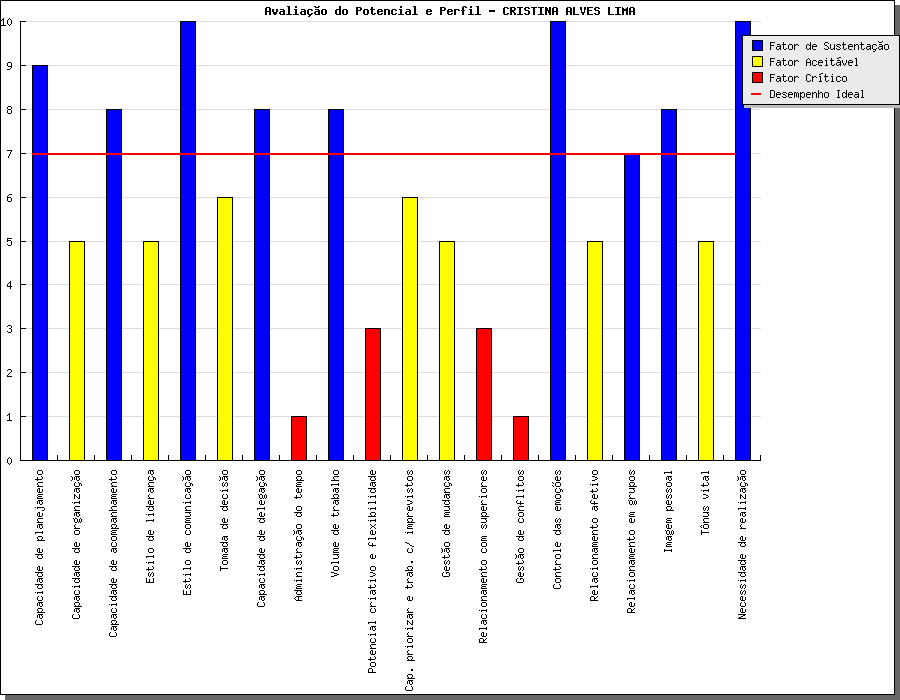 Avaliação do Potencial e Perfil - CRISTINA ALVES LIMA
Fator de Sustentação
Fator Aceitável
Fator Crítico
Desempenho Ideal
10
9
8
7
6
5
4
3
2
1
0
Capacidade de planejamento
Capacidade de organização
Capacidade de acompanhamento
Estilo de liderança
Estilo de comunicação
Tomada de decisão
Capacidade de delegação
Administração do tempo
Volume de trabalho
Potencial criativo e flexibilidade
Cap. priorizar e trab. c/ imprevistos
Gestão de mudanças
Relacionamento com superiores
Gestão de conflitos
Controle das emoções
Relacionamento afetivo
Relacionamento em grupos
Imagem pessoal
Tônus vital
Necessidade de realização